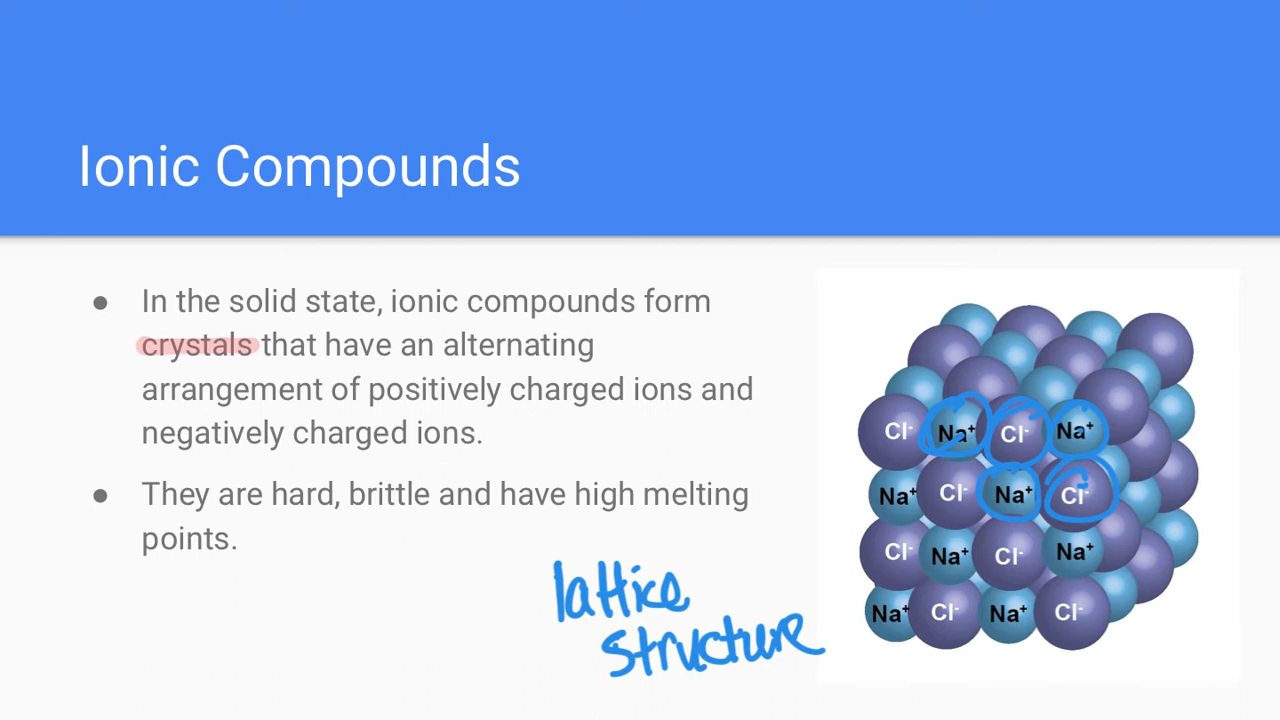 Ionic Compounds
● In the solid state, ionic compounds form
crystals that have an alternating
arrangement of positively charged ions and
negatively charged ions.
● They are hard, brittle and have high melting
points.
lattice
structure
Cl⁻ Na⁺ Cl⁻ Na⁺
Na⁺ Cl⁻ Na⁺ Cl⁻
Cl⁻ Na⁺ Cl⁻ Na⁺
Na⁺ Cl⁻ Na⁺ Cl⁻